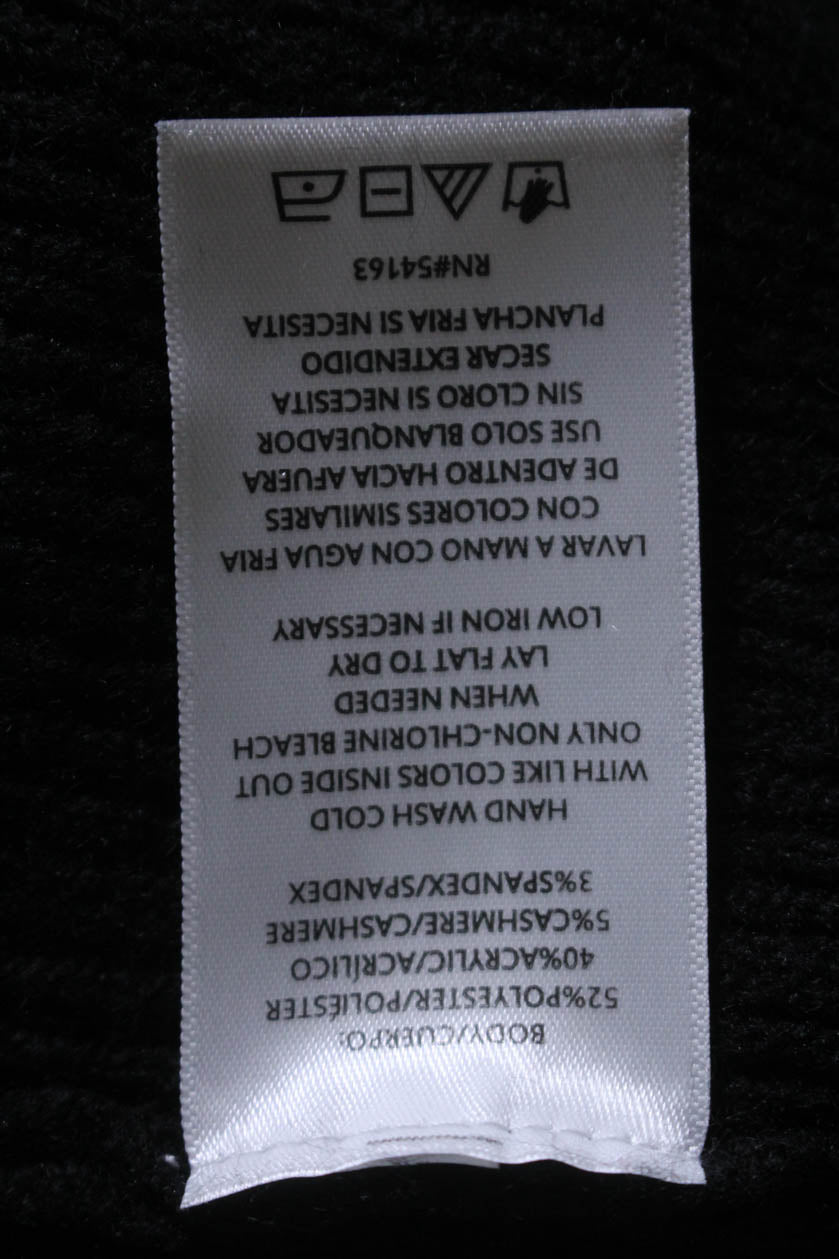 BODY/CUERPO:
52%POLYESTER/POLIÉSTER
40%ACRYLIC/ACRÍLICO
5%CASHMERE/CASHMERE
3%SPANDEX/SPANDEX
HAND WASH COLD
WITH LIKE COLORS INSIDE OUT
ONLY NON-CHLORINE BLEACH
WHEN NEEDED
LAY FLAT TO DRY
LOW IRON IF NECESSARY
LAVAR A MANO CON AGUA FRIA
CON COLORES SIMILARES
DE ADENTRO HACIA AFUERA
USE SOLO BLANQUEADOR
SIN CLORO SI NECESITA
SECAR EXTENDIDO
PLANCHA FRIA SI NECESITA
RN#54163